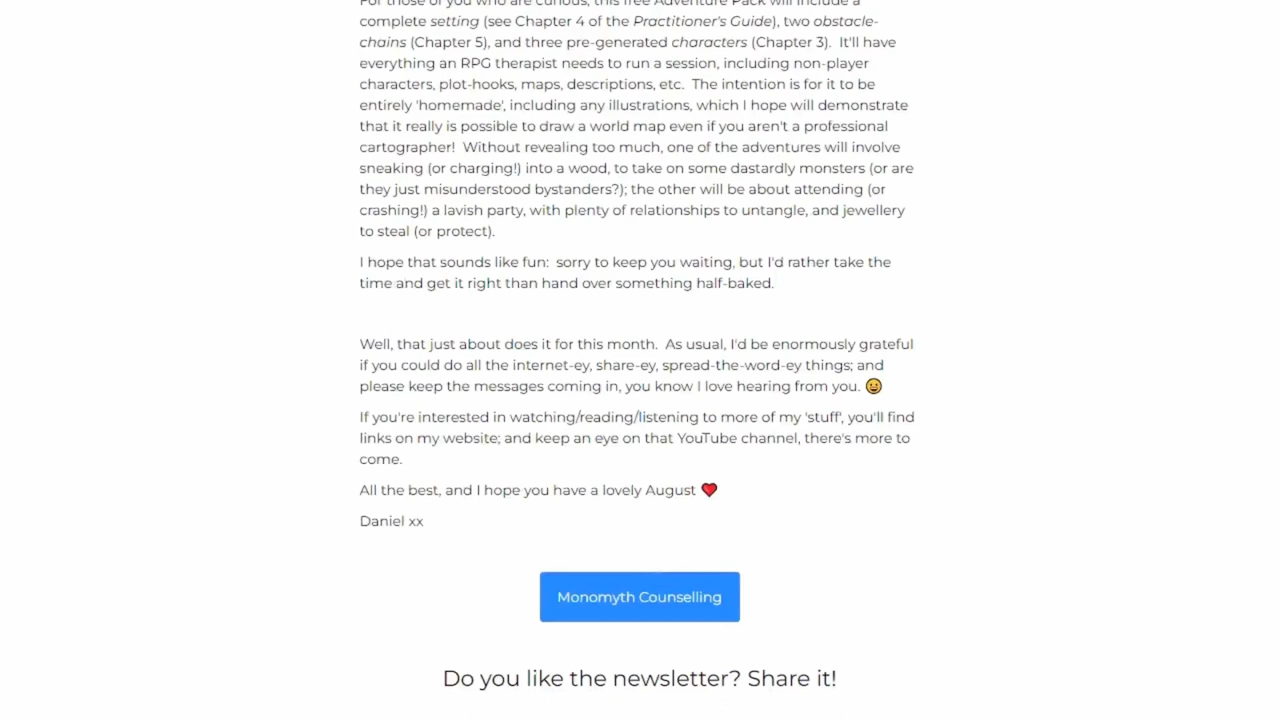 For those of you who are curious, this free Adventure Pack will include a
complete setting (see Chapter 4 of the Practitioner's Guide), two obstacle-
chains (Chapter 5), and three pre-generated characters (Chapter 3).  It'll have
everything an RPG therapist needs to run a session, including non-player
characters, plot-hooks, maps, descriptions, etc.  The intention is for it to be
entirely 'homemade', including any illustrations, which I hope will demonstrate
that it really is possible to draw a world map even if you aren't a professional
cartographer!  Without revealing too much, one of the adventures will involve
sneaking (or charging!) into a wood, to take on some dastardly monsters (or are
they just misunderstood bystanders?); the other will be about attending (or
crashing!) a lavish party, with plenty of relationships to untangle, and jewellery
to steal (or protect).
I hope that sounds like fun:  sorry to keep you waiting, but I'd rather take the
time and get it right than hand over something half-baked.
Well, that just about does it for this month.  As usual, I'd be enormously grateful
if you could do all the internet-ey, share-ey, spread-the-word-ey things; and
please keep the messages coming in, you know I love hearing from you. 😀
If you're interested in watching/reading/listening to more of my 'stuff', you'll find
links on my website; and keep an eye on that YouTube channel, there's more to
come.
All the best, and I hope you have a lovely August ❤️
Daniel xx
Monomyth Counselling
Do you like the newsletter? Share it!